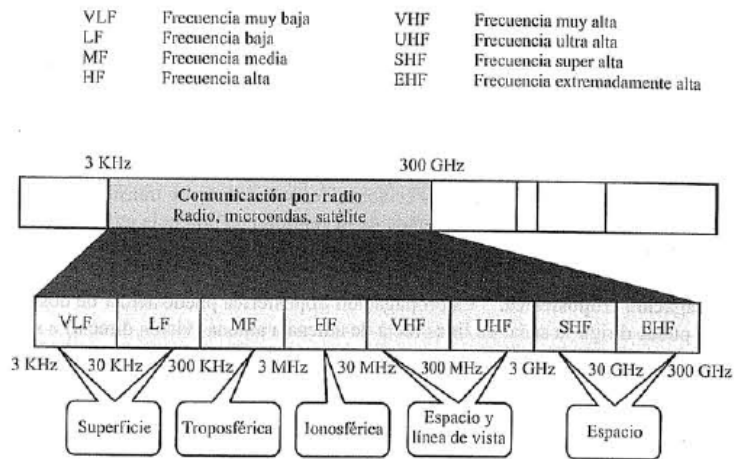 VLF Frecuencia muy baja VHF Frecuencia muy alta
LF Frecuencia baja UHF Frecuencia ultra alta
MF Frecuencia media SHF Frecuencia super alta
HF Frecuencia alta EHF Frecuencia extremadamente alta
3 KHz 300 GHz
Comunicación por radio
Radio, microondas, satélite
VLF LF MF HF VHF UHF SHF EHF
3 KHz 30 KHz 300 KHz 3 MHz 30 MHz 300 MHz 3 GHz 30 GHz 300 GHz
Superficie Troposférica Ionosférica Espacio y línea de vista Espacio